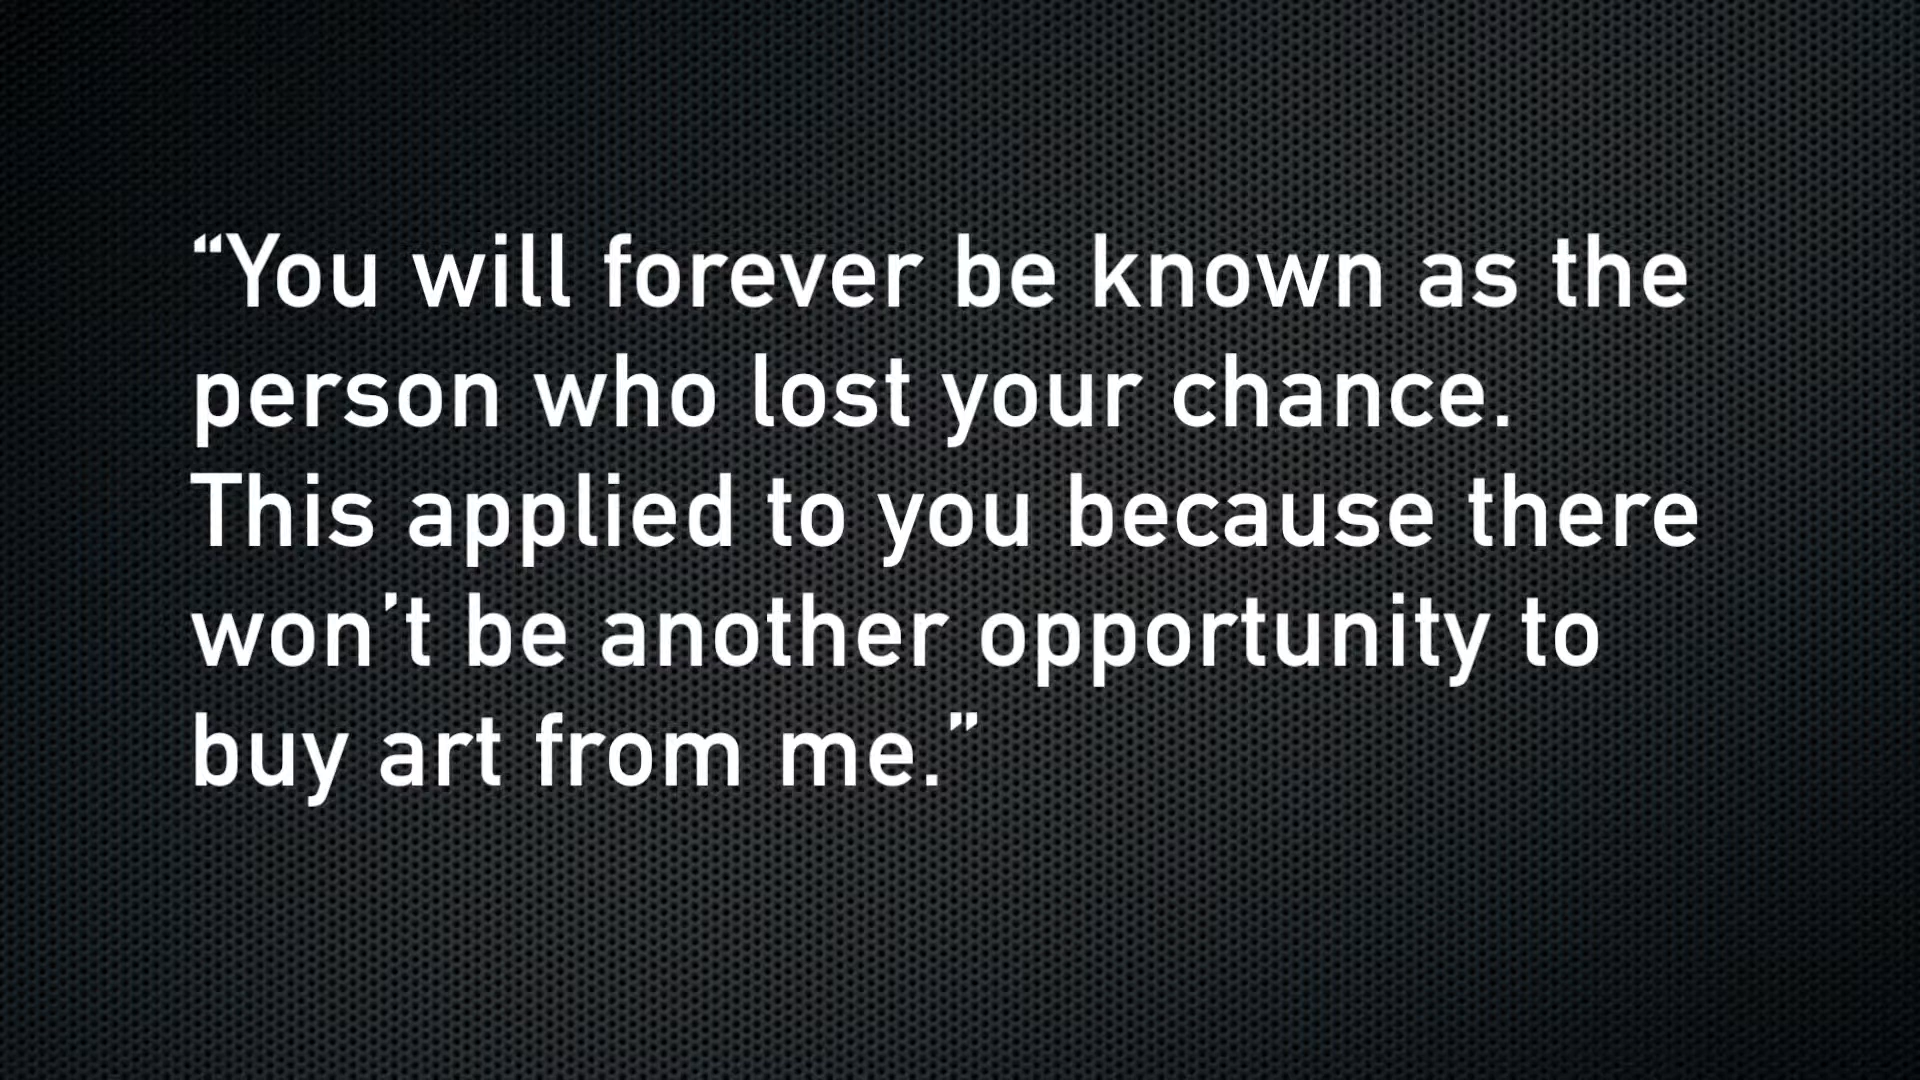 “You will forever be known as the
person who lost your chance.
This applied to you because there
won’t be another opportunity to
buy art from me.”